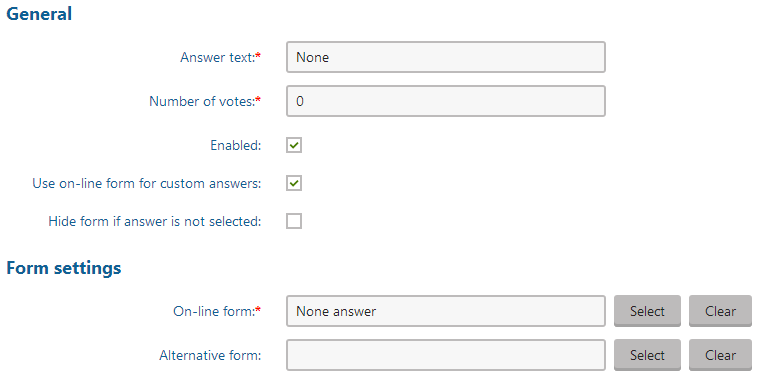 General
Answer text:* None
Number of votes:* 0
Enabled:
Use on-line form for custom answers:
Hide form if answer is not selected:
Form settings
On-line form:* None answer Select Clear
Alternative form: Select Clear